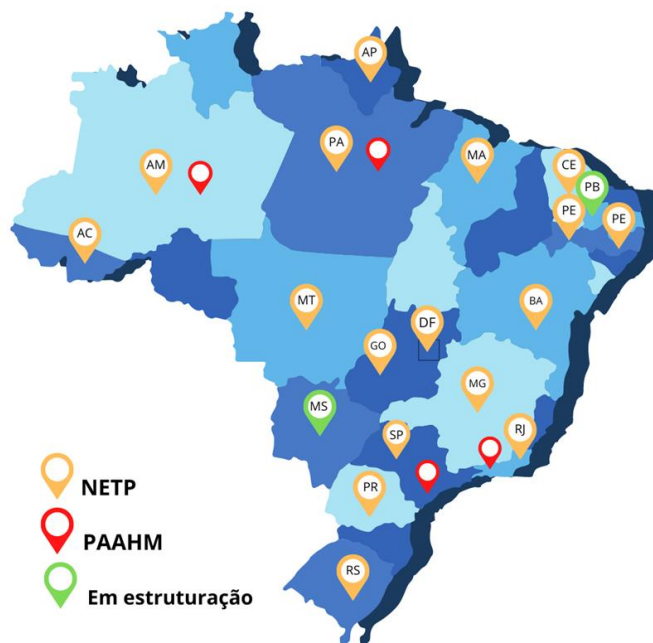 AP
PA
MA
CE
AM
PB
PE
PE
AC
MT
BA
DF
GO
MG
MS
SP
RJ
PR
RS
NETP
PAAHM
Em estruturação